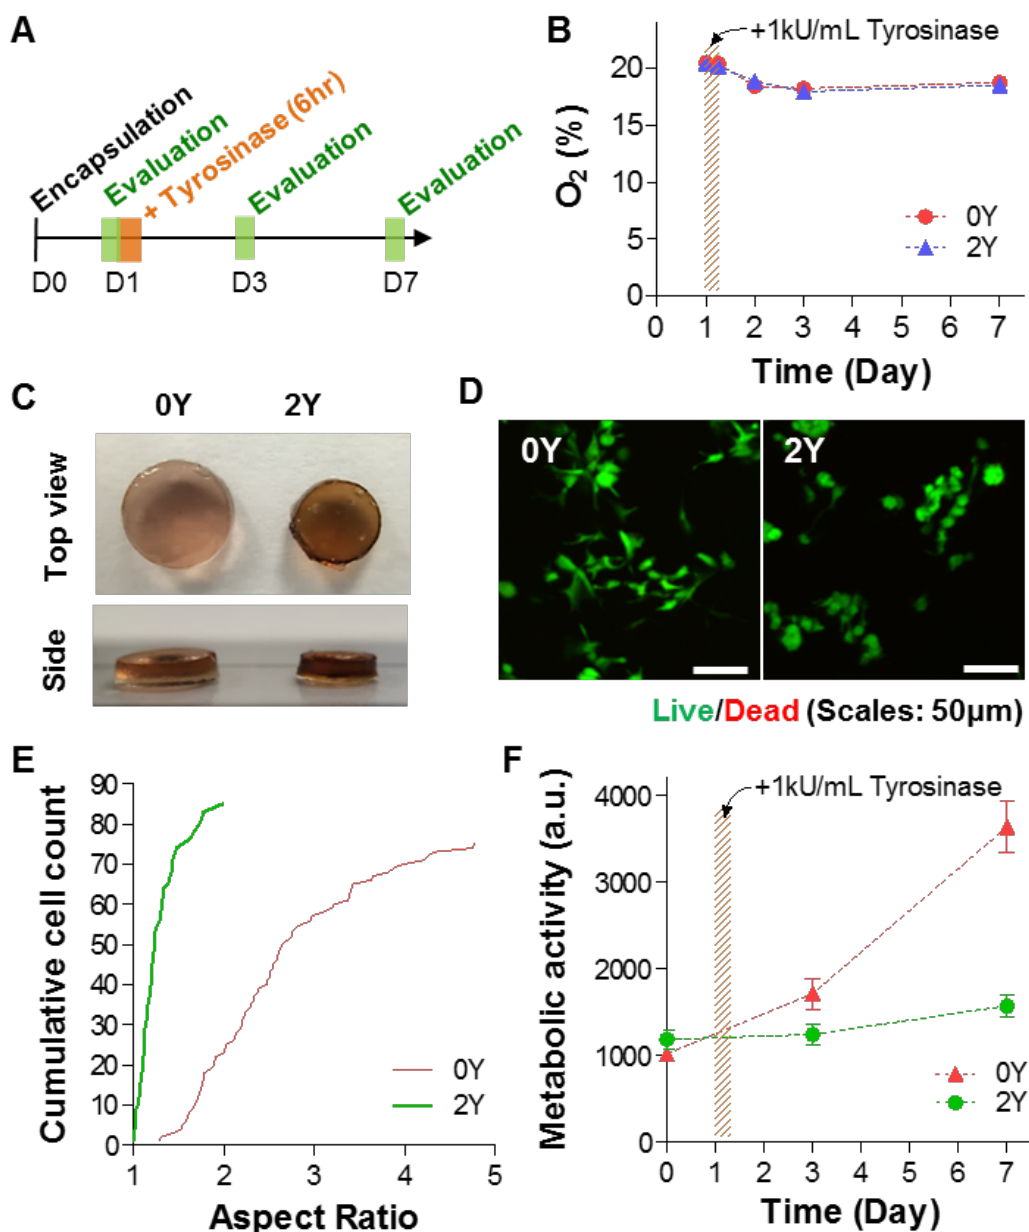 A
Encapsulation
Evaluation
+ Tyrosinase (6hr)
Evaluation
Evaluation
D0 D1 D3 D7
B
+1kU/mL Tyrosinase
O₂ (%)
20
15
10
5
0
0Y
2Y
0 1 2 3 4 5 6 7
Time (Day)
C
0Y 2Y
Top view
Side
D
0Y 2Y
Live/Dead (Scales: 50μm)
E
Cumulative cell count
90
80
70
60
50
40
30
20
10
0
0Y
2Y
1 2 3 4 5
Aspect Ratio
F
+1kU/mL Tyrosinase
Metabolic activity (a.u.)
4000
3000
2000
1000
0
0Y
2Y
0 1 2 3 4 5 6 7
Time (Day)